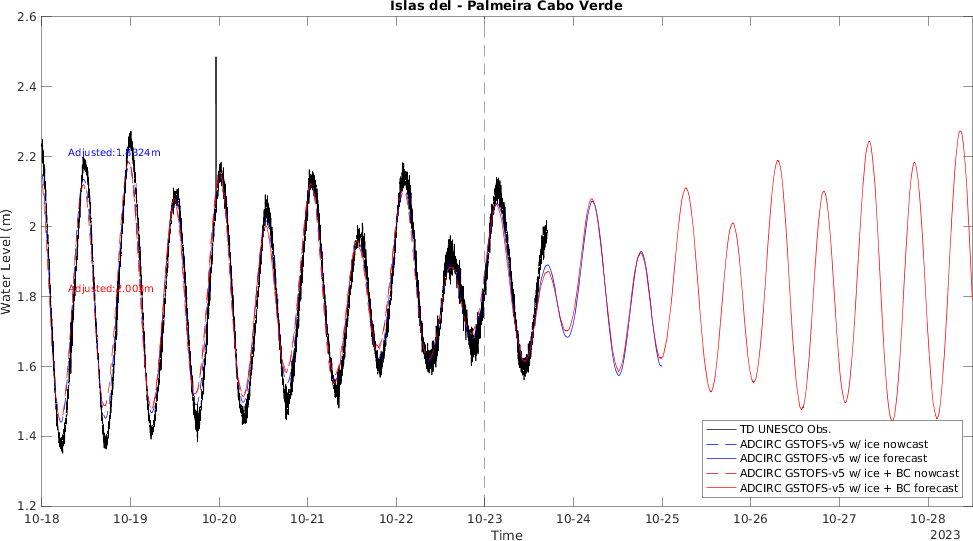 Islas del - Palmeira Cabo Verde
2.6
2.4
2.2
2
1.8
1.6
1.4
1.2
Water Level (m)
Adjusted:
Adjusted:
TD UNESCO Obs.
ADCIRC GSTOFS-v5 w/ ice nowcast
ADCIRC GSTOFS-v5 w/ ice forecast
ADCIRC GSTOFS-v5 w/ ice + BC nowcast
ADCIRC GSTOFS-v5 w/ ice + BC forecast
10-18 10-19 10-20 10-21 10-22 10-23 10-24 10-25 10-26 10-27 10-28
2023
Time